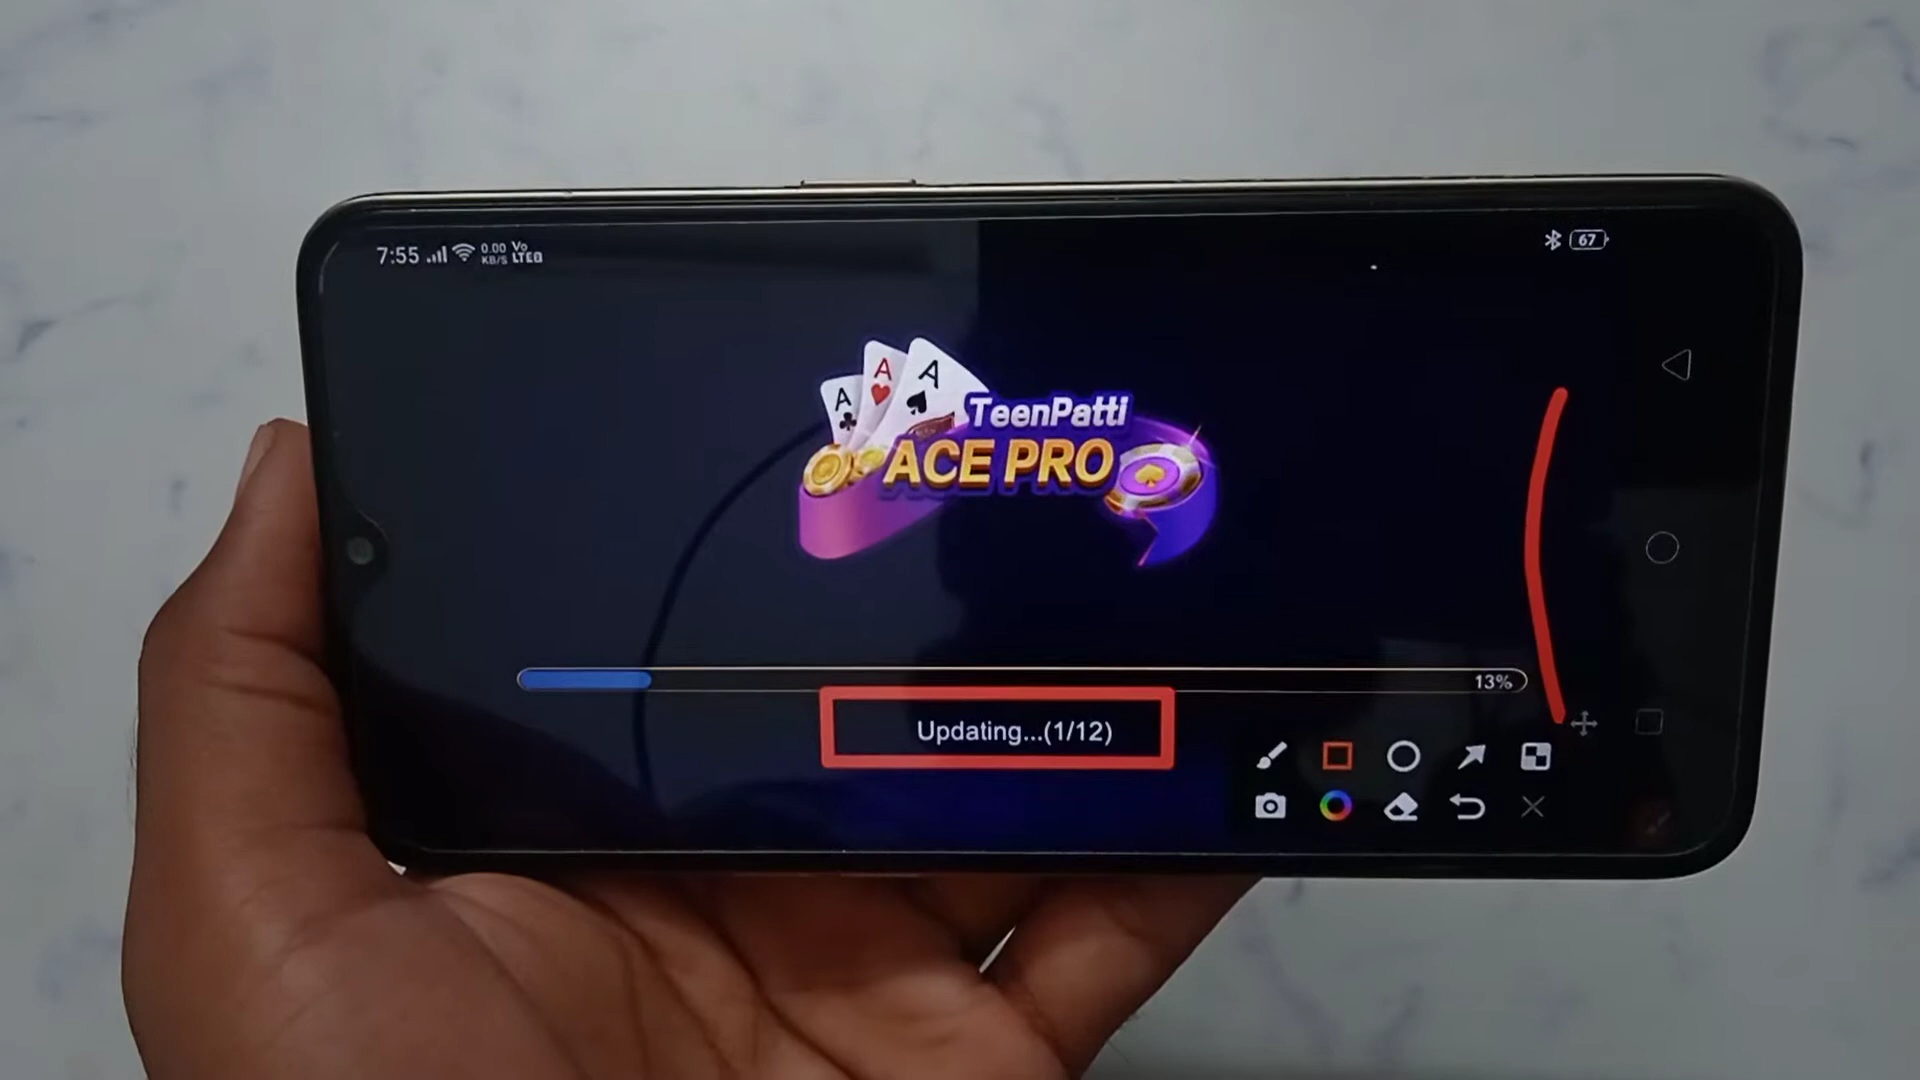 7:55
0.00
KB/S
Vo
LTE
67
A
A
A
TeenPatti
ACE PRO
13%
Updating...(1/12)